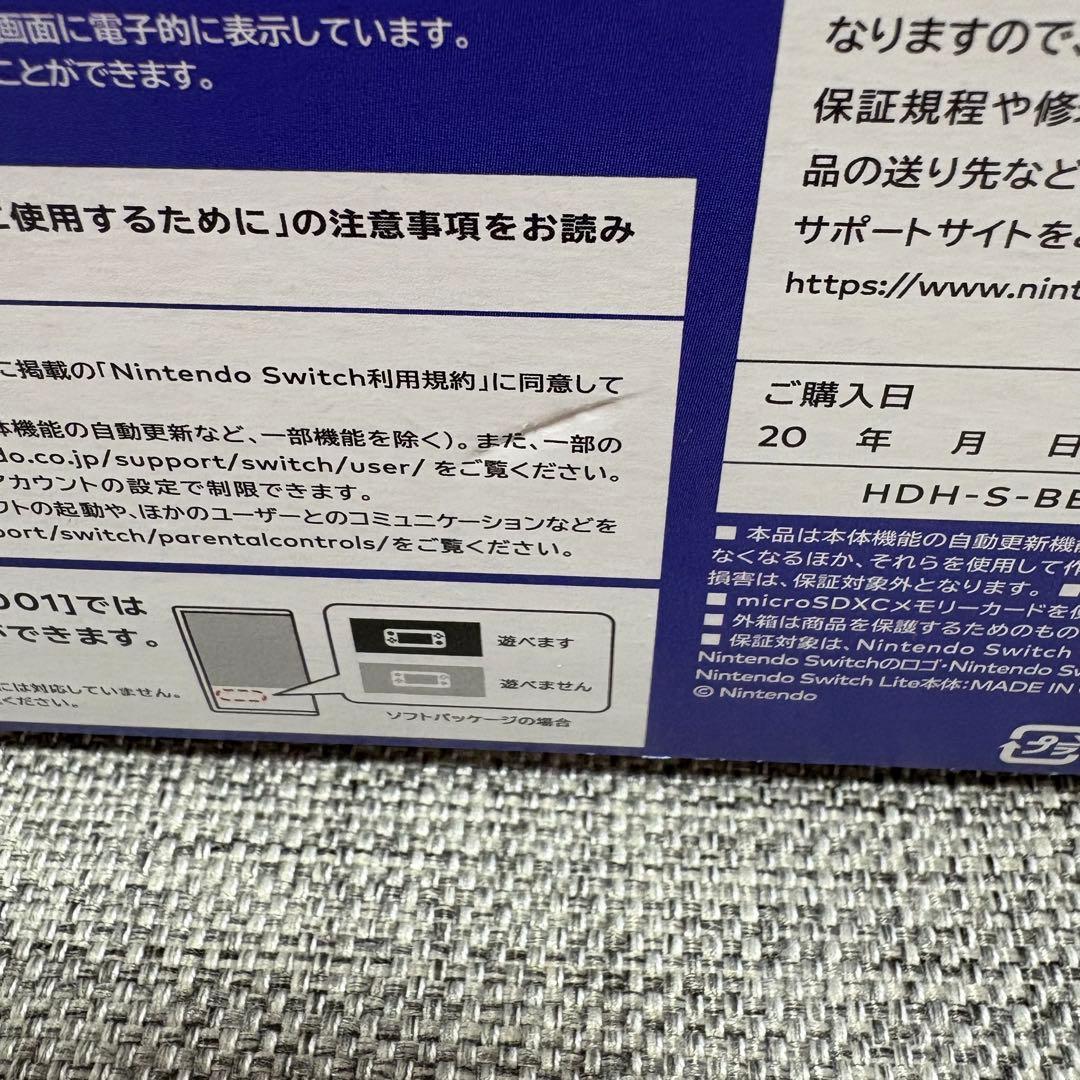 画面に電子的に表示しています。
ことができます。
使用するために」の注意事項をお読み
に掲載の「Nintendo Switch利用規約」に同意して
体機能の自動更新など、一部機能を除く)。また、一部の
do.co.jp/support/switch/user/ をご覧ください。
アカウントの設定で制限できます。
フトの起動や、ほかのユーザーとのコミュニケーションなどを
port/switch/parentalcontrols/をご覧ください。
001]では
ができます。
には対応していません。
ください。
遊べます
遊べません
ソフトパッケージの場合
なりますので、
保証規程や修
品の送り先など
サポートサイトを
https://www.nint
ご購入日
20 年 月 日
HDH-S-BB
■ 本品は本体機能の自動更新機
なくなるほか、それらを使用して作
損害は、保証対象外となります。 ■
■ microSDXCメモリーカードを
■ 外箱は商品を保護するためのもの
■ 保証対象は、Nintendo Switch
Nintendo Switchのロゴ・Nintendo Sw
Nintendo Switch Lite本体:MADE IN
© Nintendo
プラ